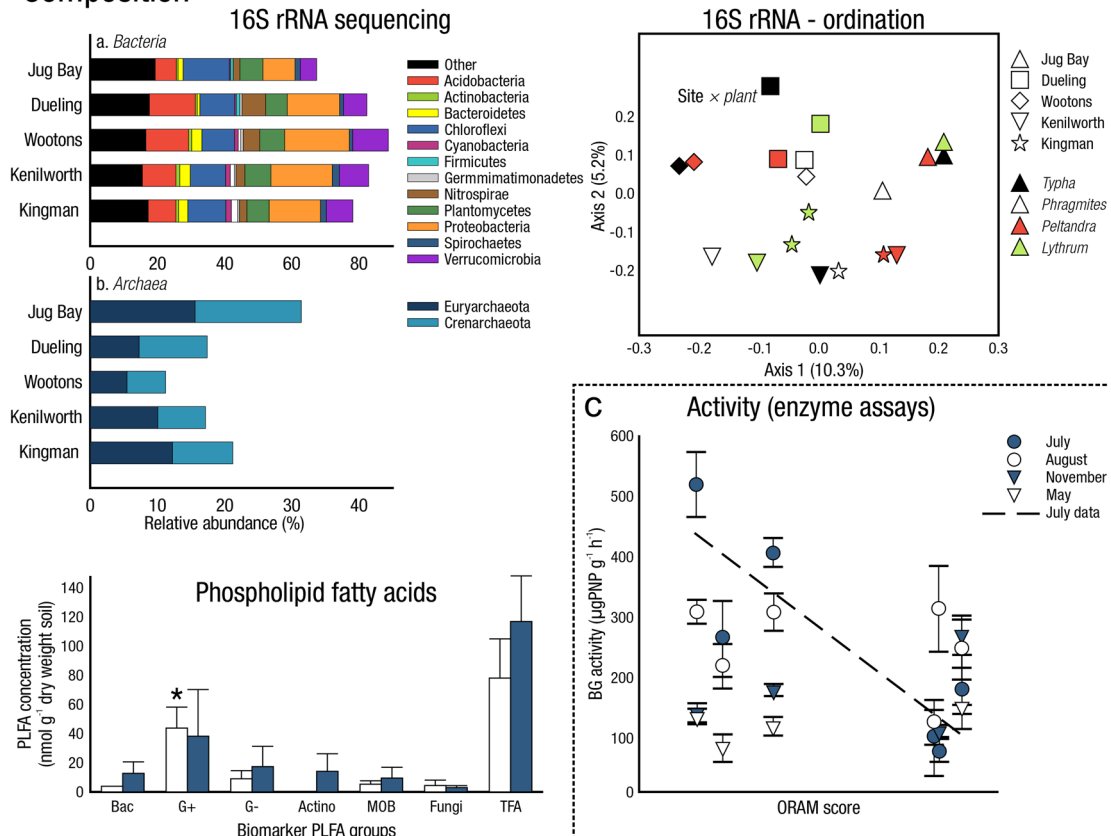 composition
16S rRNA sequencing
a. Bacteria
Jug Bay
Dueling
Wootons
Kenilworth
Kingman
0 20 40 60 80
Other
Acidobacteria
Actinobacteria
Bacteroidetes
Chloroflexi
Cyanobacteria
Firmicutes
Germmimatimonadetes
Nitrospirae
Plantomycetes
Proteobacteria
Spirochaetes
Verrucomicrobia
b. Archaea
Jug Bay
Dueling
Wootons
Kenilworth
Kingman
0 10 20 30 40
Relative abundance (%)
Euryarchaeota
Crenarchaeota
16S rRNA - ordination
Site × plant
Axis 2 (5.2%)
0.2
0.1
0.0
-0.1
-0.2
-0.3 -0.2 -0.1 0.0 0.1 0.2 0.3
Axis 1 (10.3%)
Jug Bay
Dueling
Wootons
Kenilworth
Kingman
Typha
Phragmites
Peltandra
Lythrum
Phospholipid fatty acids
PLFA concentration
(nmol g-1 dry weight soil)
140
120
100
80
60
40
20
0
*
Bac G+ G- Actino MOB Fungi TFA
Biomarker PLFA groups
C Activity (enzyme assays)
BG activity (µgPNP g-1 h-1)
600
500
400
300
200
100
0
ORAM score
July
August
November
May
July data